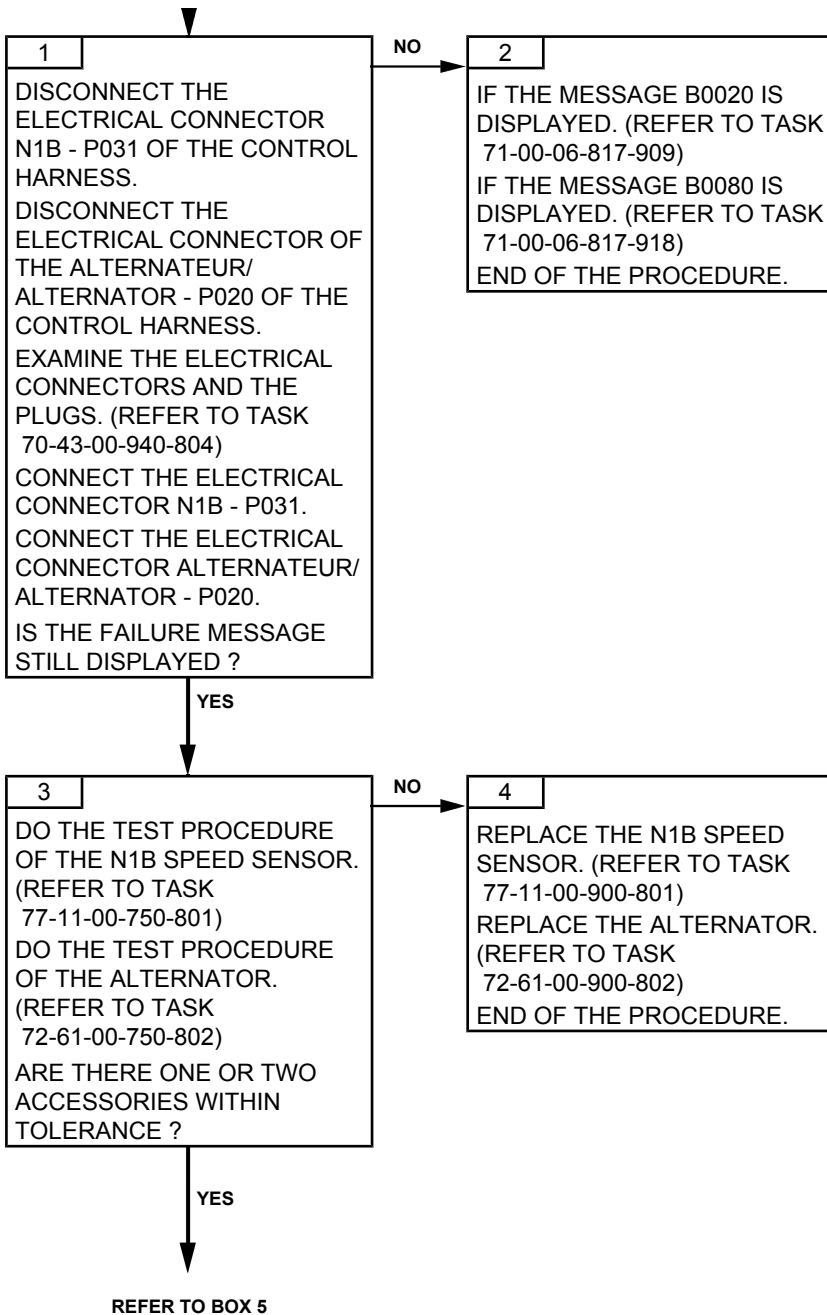 1
DISCONNECT THE
ELECTRICAL CONNECTOR
N1B - P031 OF THE CONTROL
HARNESS.
DISCONNECT THE
ELECTRICAL CONNECTOR OF
THE ALTERNATEUR/
ALTERNATOR - P020 OF THE
CONTROL HARNESS.
EXAMINE THE ELECTRICAL
CONNECTORS AND THE
PLUGS. (REFER TO TASK
70-43-00-940-804)
CONNECT THE ELECTRICAL
CONNECTOR N1B - P031.
CONNECT THE ELECTRICAL
CONNECTOR ALTERNATEUR/
ALTERNATOR - P020.
IS THE FAILURE MESSAGE
STILL DISPLAYED ?
NO
2
IF THE MESSAGE B0020 IS
DISPLAYED. (REFER TO TASK
71-00-06-817-909)
IF THE MESSAGE B0080 IS
DISPLAYED. (REFER TO TASK
71-00-06-817-918)
END OF THE PROCEDURE.
YES
3
DO THE TEST PROCEDURE
OF THE N1B SPEED SENSOR.
(REFER TO TASK
77-11-00-750-801)
DO THE TEST PROCEDURE
OF THE ALTERNATOR.
(REFER TO TASK
72-61-00-750-802)
ARE THERE ONE OR TWO
ACCESSORIES WITHIN
TOLERANCE ?
NO
4
REPLACE THE N1B SPEED
SENSOR. (REFER TO TASK
77-11-00-900-801)
REPLACE THE ALTERNATOR.
(REFER TO TASK
72-61-00-900-802)
END OF THE PROCEDURE.
YES
REFER TO BOX 5